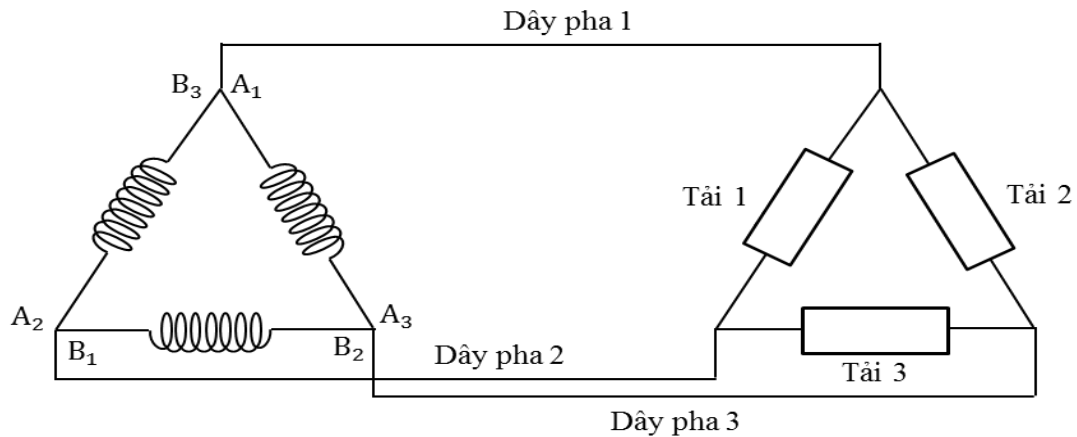 Dây pha 1
B₃ A₁
Tải 1
Tải 2
A₂
A₃
B₁
B₂
Dây pha 2
Tải 3
Dây pha 3